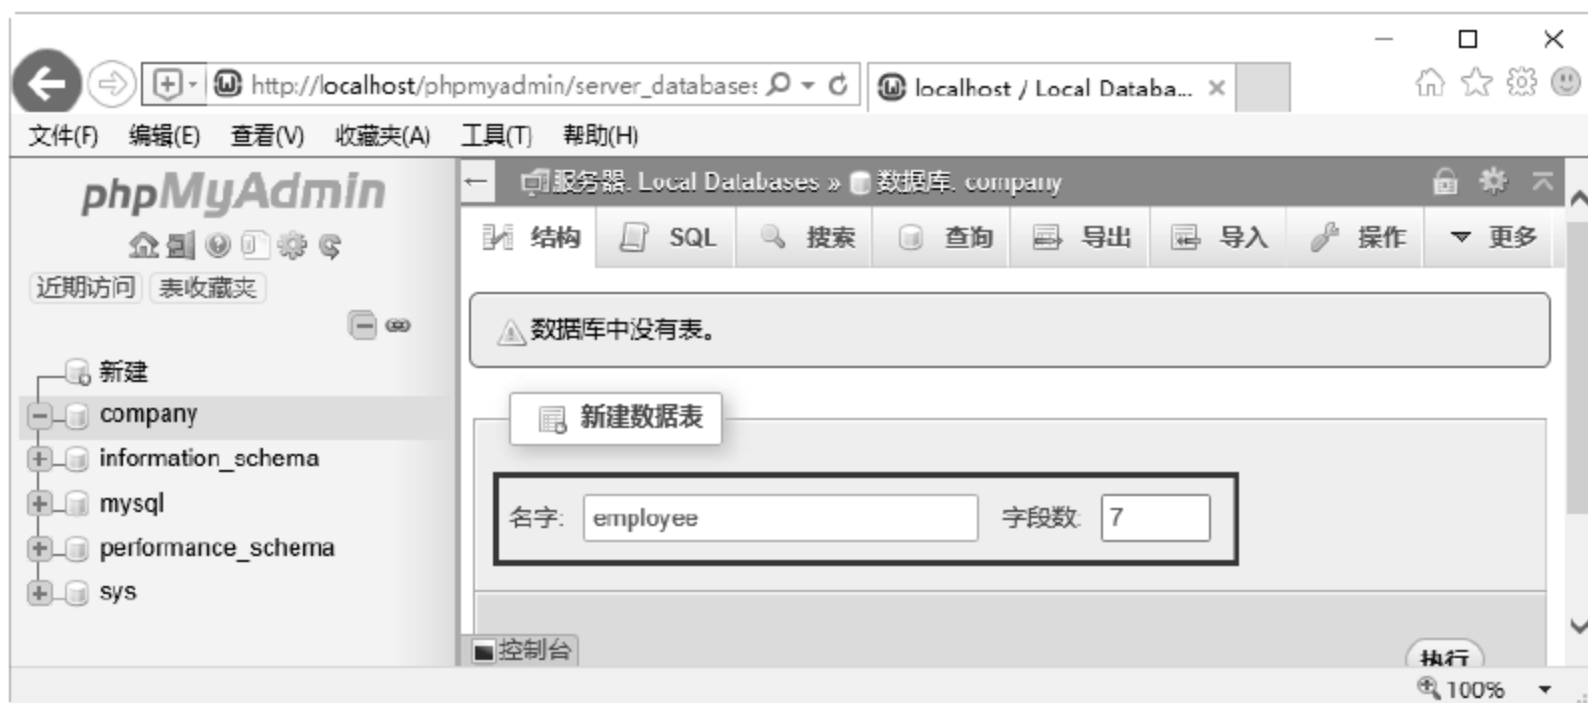 http://localhost/phpmyadmin/server_databases
localhost / Local Databa...
文件(F) 编辑(E) 查看(V) 收藏夹(A) 工具(T) 帮助(H)
phpMyAdmin
近期访问 表收藏夹
新建
company
information_schema
mysql
performance_schema
sys
服务器: Local Databases » 数据库: company
结构 SQL 搜索 查询 导出 导入 操作 更多
数据库中没有表。
新建数据表
名字: employee 字段数: 7
控制台
执行
100%